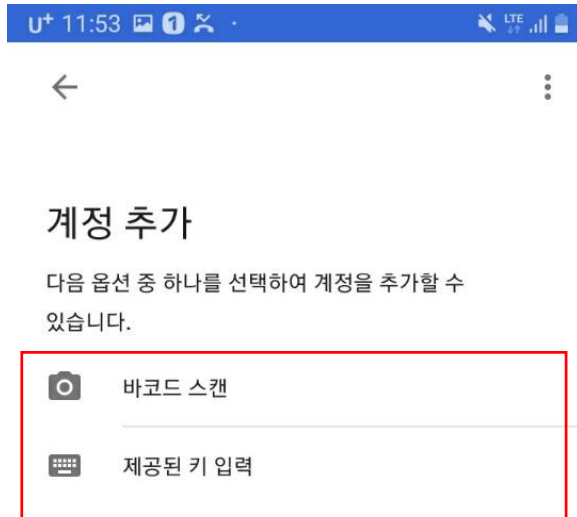 U⁺ 11:53 1
LTE
계정 추가
다음 옵션 중 하나를 선택하여 계정을 추가할 수
있습니다.
바코드 스캔
제공된 키 입력